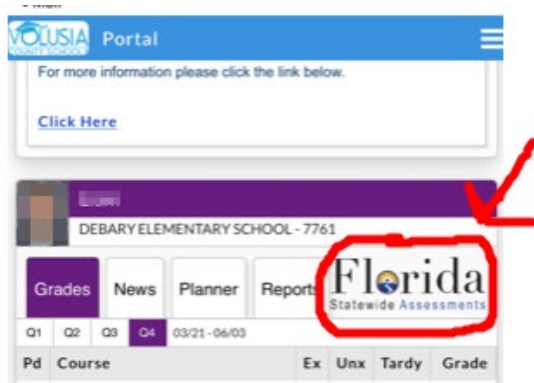 VOLUSIA
COUNTY SCHOOLS
Portal
For more information please click the link below.
Click Here
DEBARY ELEMENTARY SCHOOL - 7761
Grades News Planner Reports
Florida
Statewide Assessments
Q1 Q2 Q3 Q4 03/21 - 06/03
Pd Course Ex Unx Tardy Grade